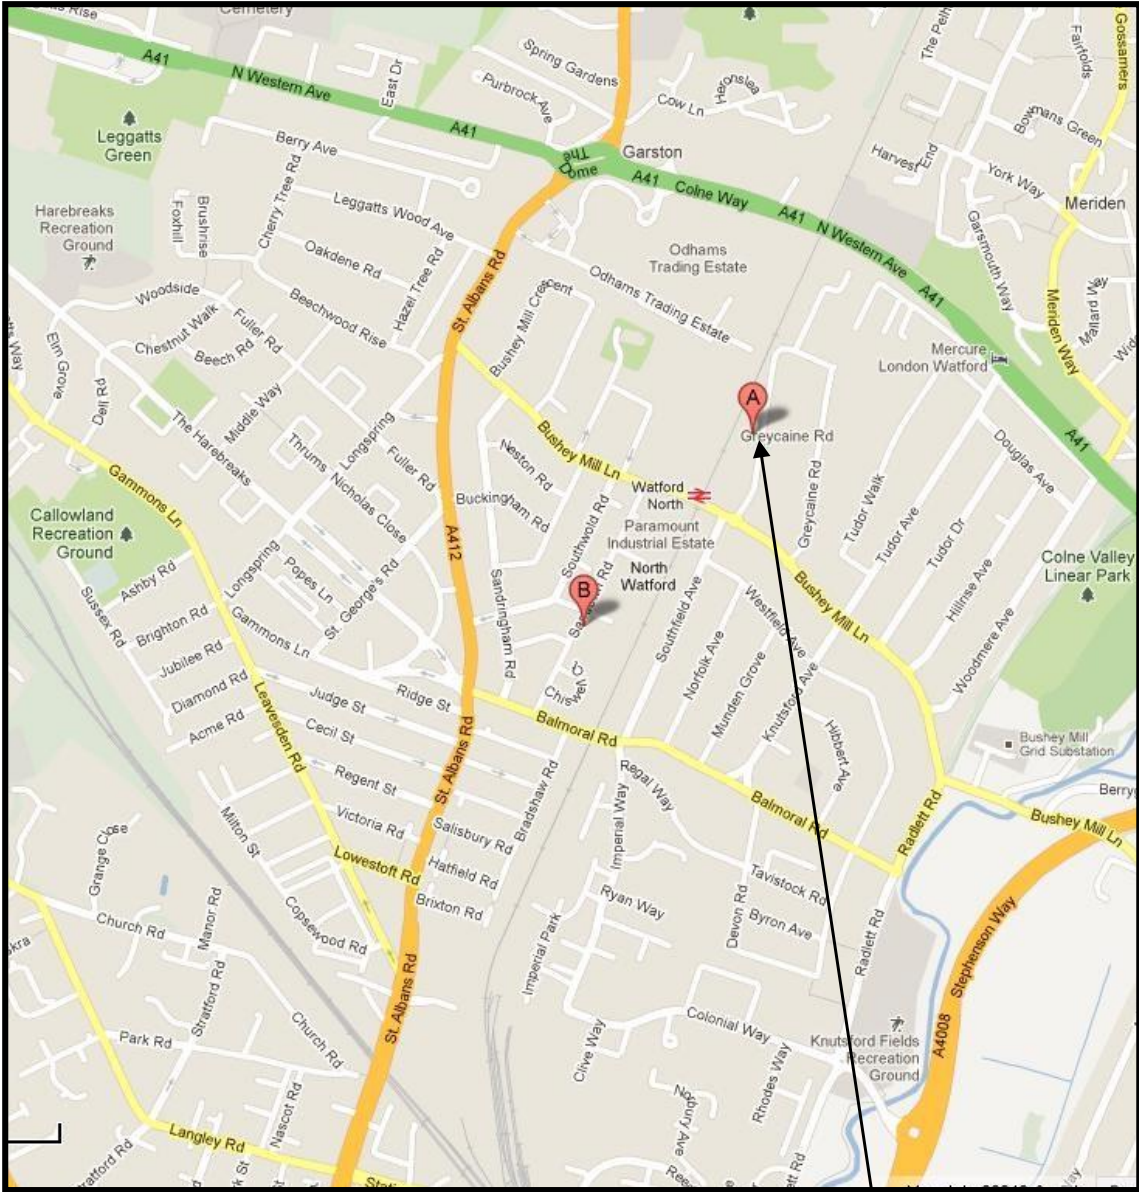 Cemetery
Rise
A41
N Western Ave
East Dr
Spring Gardens
Purbrock Ave
Cow Ln
Heronslea
The Pelh
Fairfolds
Gossamers
Bowmans Green
Harvest End
York Way
Meriden
Leggatts
Green
Berry Ave
A41
The
Dome
Garston
A41
Colne Way
A41
N Western Ave
A41
Garsmouth Way
Meriden Way
Mallard
Harebreaks
Recreation
Ground
Foxhill
Brushrise
Cherry Tree Rd
Leggatts Wood Ave
Oakdene Rd
Hazel Tree Rd
St. Albans Rd
Odhams
Trading Estate
Odhams Trading Estate
Bushey Mill Crescent
Woodside
Chestnut Walk
Fuller Rd
Beech Rd
Beechwood Rise
Mercure
London Watford
Way
Elm Grove
Dell Rd
The Harebreaks
Middle Way
Longspring
Thrums
Nicholas Close
Fuller Rd
A
Greycaine Rd
Greycaine Rd
Bushey Mill Ln
Neston Rd
Buckingham Rd
Southwold Rd
Watford
North
Paramount
Industrial Estate
North
Watford
Tudor Walk
Tudor Ave
Tudor Dr
Douglas Ave
A41
Hillrise Ave
Woodmere Ave
Colne Valley
Linear Park
Gammons Ln
Callowland
Recreation
Ground
Ashby Rd
Longspring
Popes Ln
St. George's Rd
A412
Sandringham Rd
B
Southfield Ave
Westfield Ave
Bushey Mill Ln
Sussex Rd
Brighton Rd
Gammons Ln
Jubilee Rd
Diamond Rd
Acme Rd
Leavesden Rd
Judge St
Ridge St
Cecil St
Regent St
Victoria Rd
Chiswell
Balmoral Rd
Norfolk Ave
Munden Grove
Knutsford Ave
Hibbert Ave
Bushey Mill
Grid Substation
Berry
Bushey Mill Ln
St. Albans Rd
Salisbury Rd
Bradshaw Rd
Imperial Way
Regal Way
Balmoral Rd
Radlett Rd
Milton St
Lowestoft Rd
Hatfield Rd
Brixton Rd
Grange Close
Church Rd
Manor Rd
Copsewood Rd
Ryan Way
Tavistock Rd
Devon Rd
Byron Ave
Radlett Rd
Stephenson Way
A4008
Imperial Park
Stratford Rd
Church Rd
St. Albans Rd
Park Rd
Clive Way
Colonial Way
Knutsford Fields
Recreation
Ground
Rhodes Way
Norbury Ave
Nascot Rd
Langley Rd